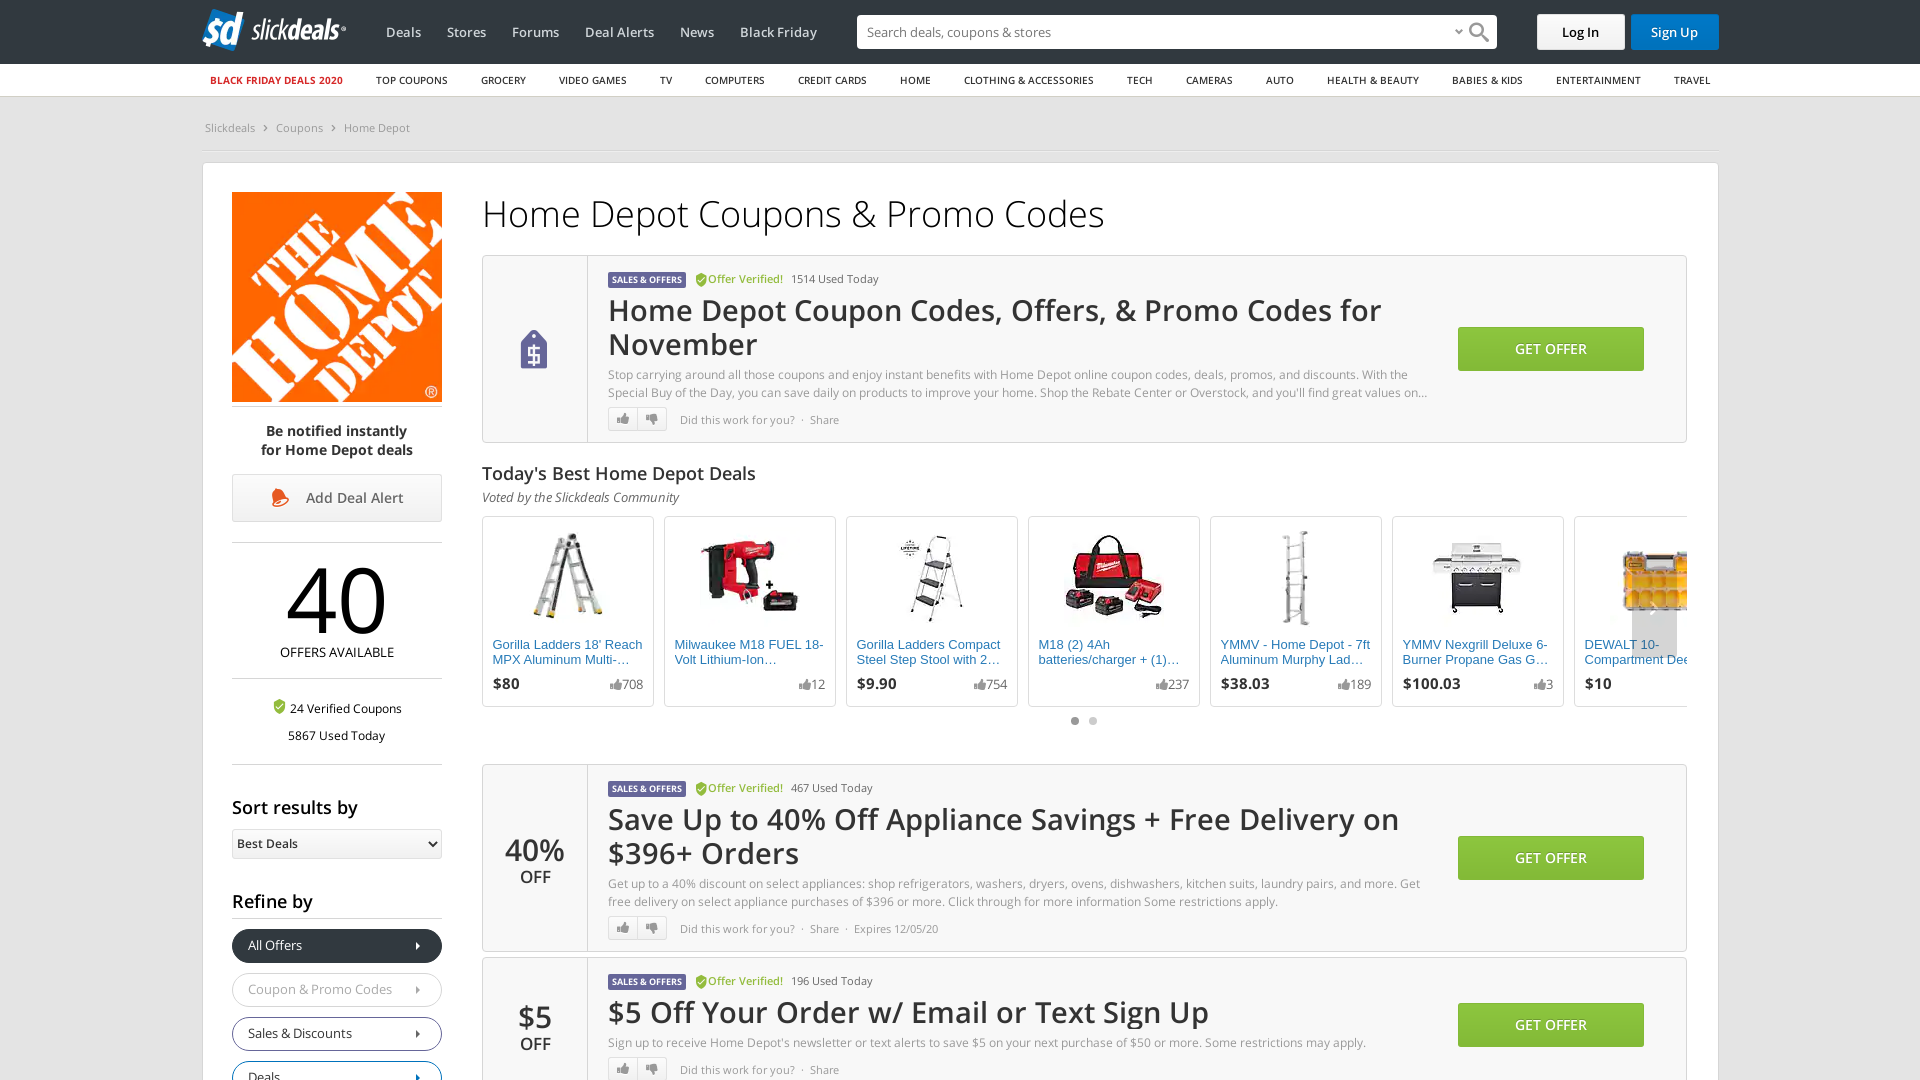 slickdeals
Deals
Stores
Forums
Deal Alerts
News
Black Friday
Search deals, coupons & stores
Log In
Sign Up
BLACK FRIDAY DEALS 2020
TOP COUPONS
GROCERY
VIDEO GAMES
TV
COMPUTERS
CREDIT CARDS
HOME
CLOTHING & ACCESSORIES
TECH
CAMERAS
AUTO
HEALTH & BEAUTY
BABIES & KIDS
ENTERTAINMENT
TRAVEL
Slickdeals > Coupons > Home Depot
THE
HOME
DEPOT
®
Be notified instantly
for Home Depot deals
Add Deal Alert
40
OFFERS AVAILABLE
24 Verified Coupons
5867 Used Today
Sort results by
Best Deals
Refine by
All Offers
Coupon & Promo Codes
Sales & Discounts
Deals
Home Depot Coupons & Promo Codes
SALES & OFFERS Offer Verified! 1514 Used Today
Home Depot Coupon Codes, Offers, & Promo Codes for
November
Stop carrying around all those coupons and enjoy instant benefits with Home Depot online coupon codes, deals, promos, and discounts. With the
Special Buy of the Day, you can save daily on products to improve your home. Shop the Rebate Center or Overstock, and you'll find great values on...
Did this work for you? · Share
GET OFFER
Today's Best Home Depot Deals
Voted by the Slickdeals Community
Gorilla Ladders 18' Reach
MPX Aluminum Multi-...
$80 708
Milwaukee M18 FUEL 18-
Volt Lithium-Ion...
12
Gorilla Ladders Compact
Steel Step Stool with 2...
$9.90 754
M18 (2) 4Ah
batteries/charger + (1)...
237
YMMV - Home Depot - 7ft
Aluminum Murphy Lad...
$38.03 189
YMMV Nexgrill Deluxe 6-
Burner Propane Gas G...
$100.03 3
DEWALT 10-
Compartment Dee
$10
40%
OFF
SALES & OFFERS Offer Verified! 467 Used Today
Save Up to 40% Off Appliance Savings + Free Delivery on
$396+ Orders
Get up to a 40% discount on select appliances: shop refrigerators, washers, dryers, ovens, dishwashers, kitchen suits, laundry pairs, and more. Get
free delivery on select appliance purchases of $396 or more. Click through for more information Some restrictions apply.
Did this work for you? · Share · Expires 12/05/20
GET OFFER
$5
OFF
SALES & OFFERS Offer Verified! 196 Used Today
$5 Off Your Order w/ Email or Text Sign Up
Sign up to receive Home Depot's newsletter or text alerts to save $5 on your next purchase of $50 or more. Some restrictions may apply.
Did this work for you? · Share
GET OFFER